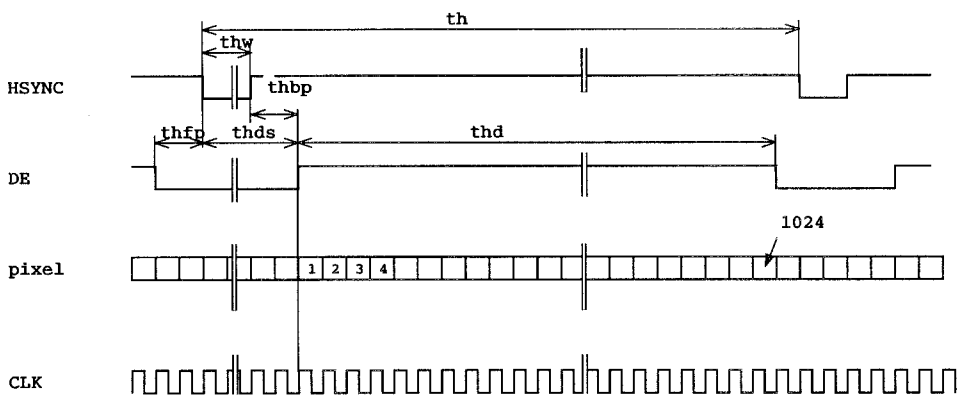 th
thw
HSYNC
thbp
thfp thds thd
DE
1024
pixel 1 2 3 4
CLK